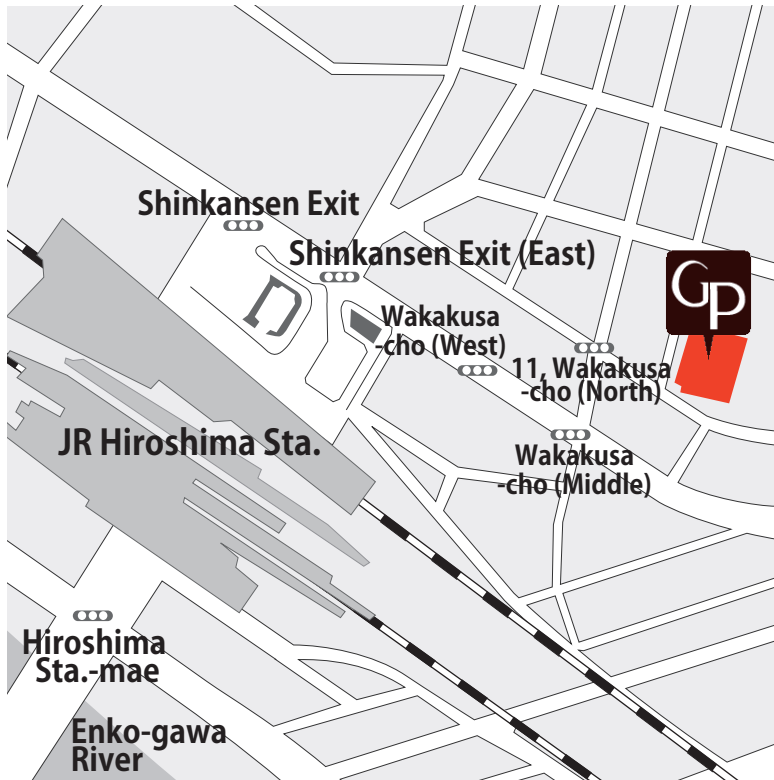 Shinkansen Exit
Shinkansen Exit (East)
GP
Wakakusa
-cho (West)
11, Wakakusa
-cho (North)
JR Hiroshima Sta.
Wakakusa
-cho (Middle)
Hiroshima
Sta.-mae
Enko-gawa
River